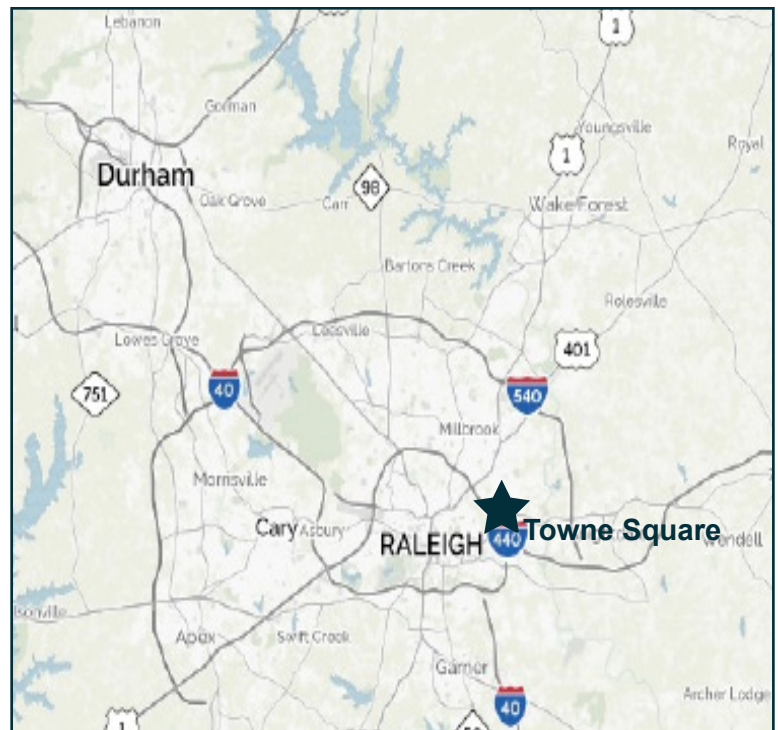 Lebanon
1
Gorman
Youngsville
1
Royal
Durham
98
Oak Grove
Carr
Wake Forest
Bartons Creek
Rolesville
Leesville
Lowes Grove
401
40
751
540
Millbrook
Morrisville
Cary
Asbury
RALEIGH
440
Towne Square
Wendell
lsonville
Apex
Swift Creek
Garner
40
Archer Lodge
1